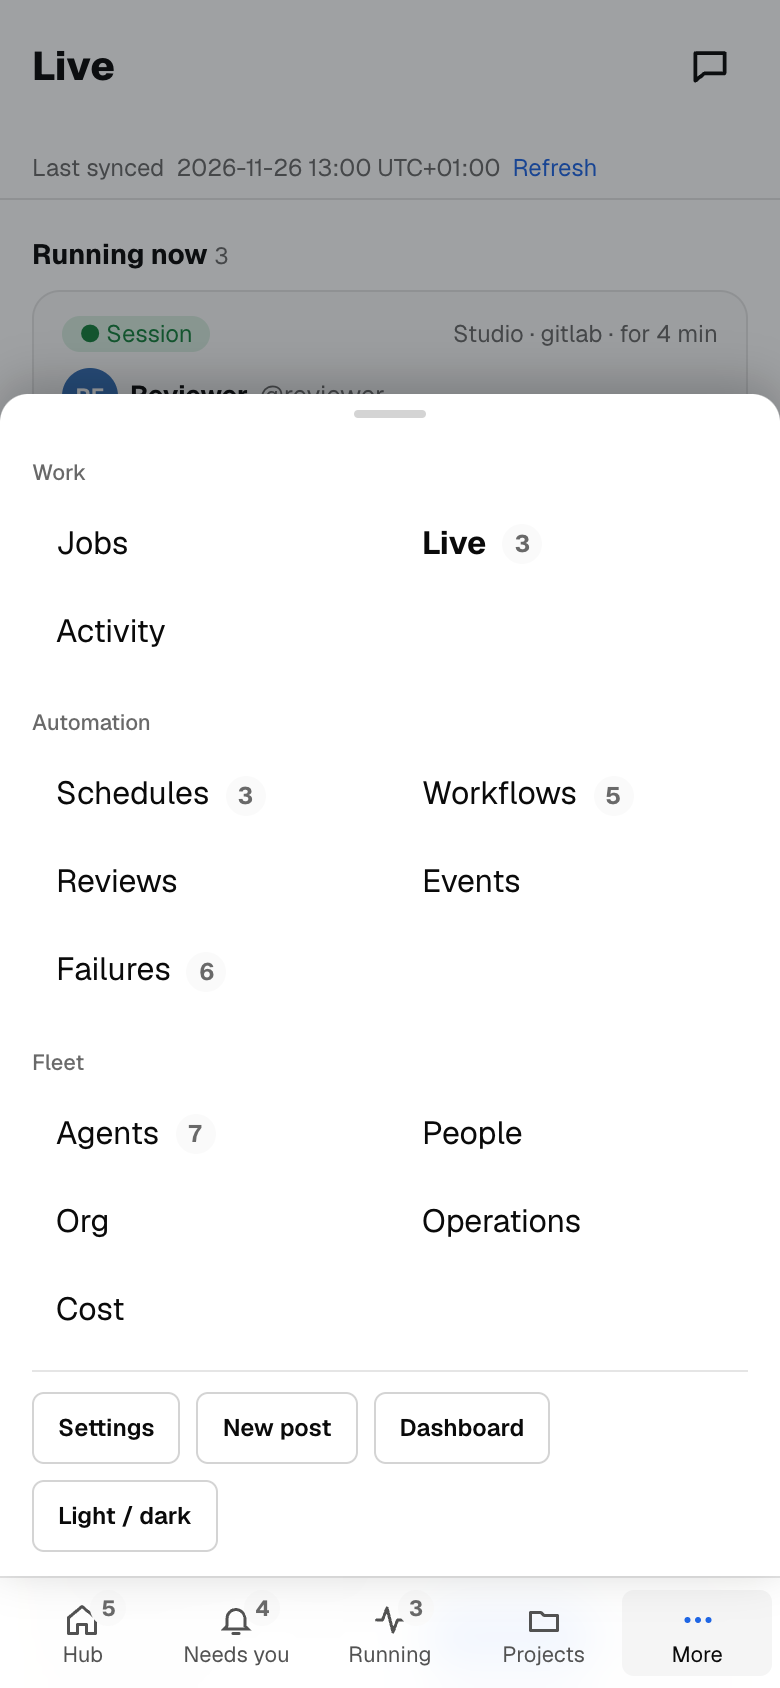 Live
Last synced 2026-11-26 13:00 UTC+01:00 Refresh
Running now 3
Session Studio · gitlab · for 4 min
Reviewer @reviewer
Work
Jobs Live 3
Activity
Automation
Schedules 3 Workflows 5
Reviews Events
Failures 6
Fleet
Agents 7 People
Org Operations
Cost
Settings New post Dashboard
Light / dark
5 4 3
Hub Needs you Running Projects More